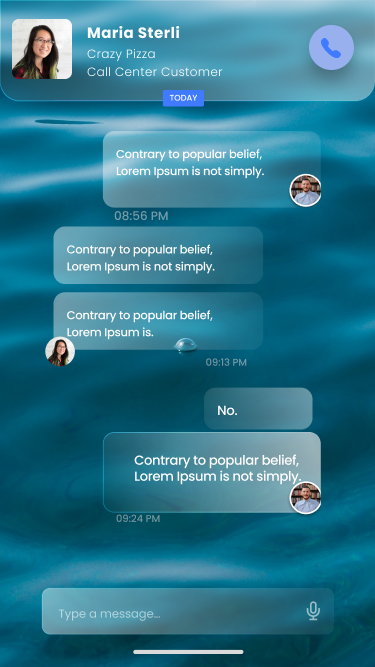 Maria Sterli
Crazy Pizza
Call Center Customer
TODAY
Contrary to popular belief,
Lorem Ipsum is not simply.
08:56 PM
Contrary to popular belief,
Lorem Ipsum is not simply.
Contrary to popular belief,
Lorem Ipsum is.
09:13 PM
No.
Contrary to popular belief,
Lorem Ipsum is not simply.
09:24 PM
Type a message...